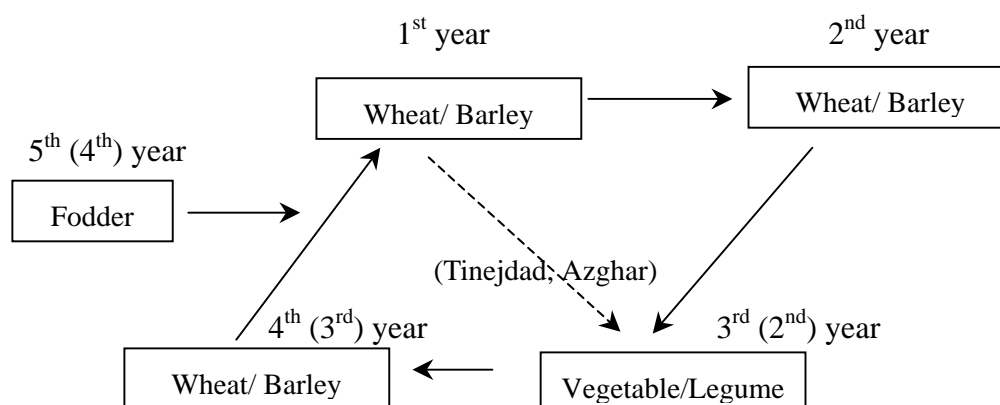 1st year
2nd year
Wheat/ Barley
Wheat/ Barley
5th (4th) year
Fodder
(Tinejdad, Azghar)
4th (3rd) year
3rd (2nd) year
Wheat/ Barley
Vegetable/Legume